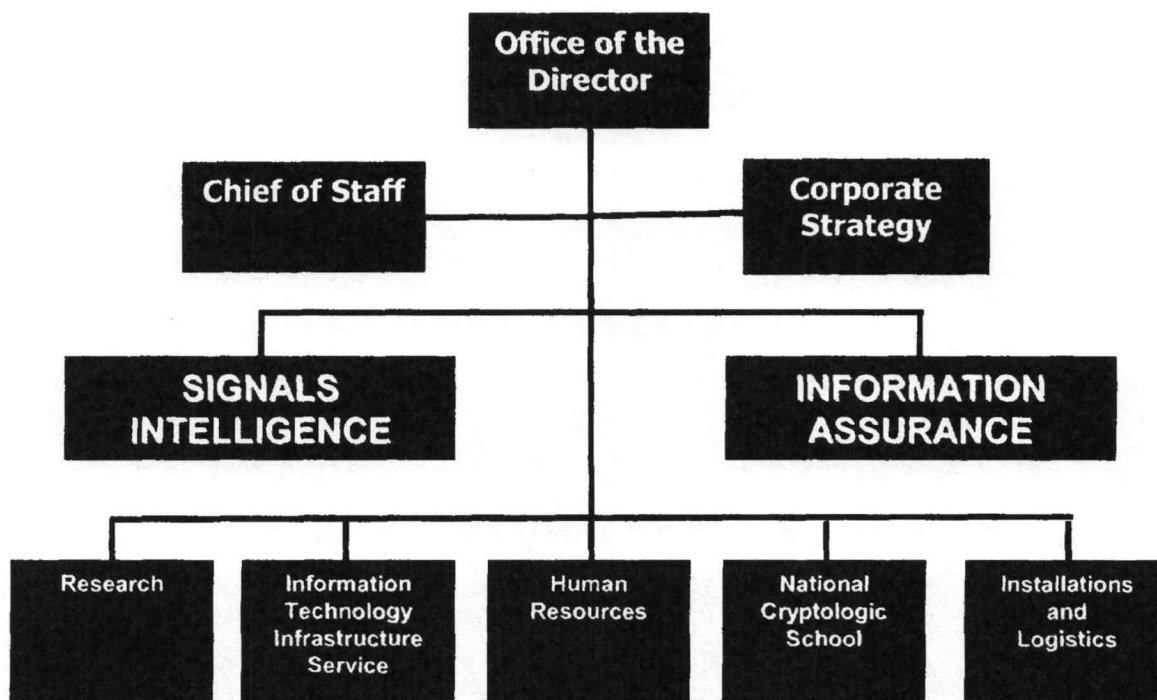 Office of the
Director
Chief of Staff
Corporate
Strategy
SIGNALS
INTELLIGENCE
INFORMATION
ASSURANCE
Research
Information
Technology
Infrastructure
Service
Human
Resources
National
Cryptologic
School
Installations
and
Logistics